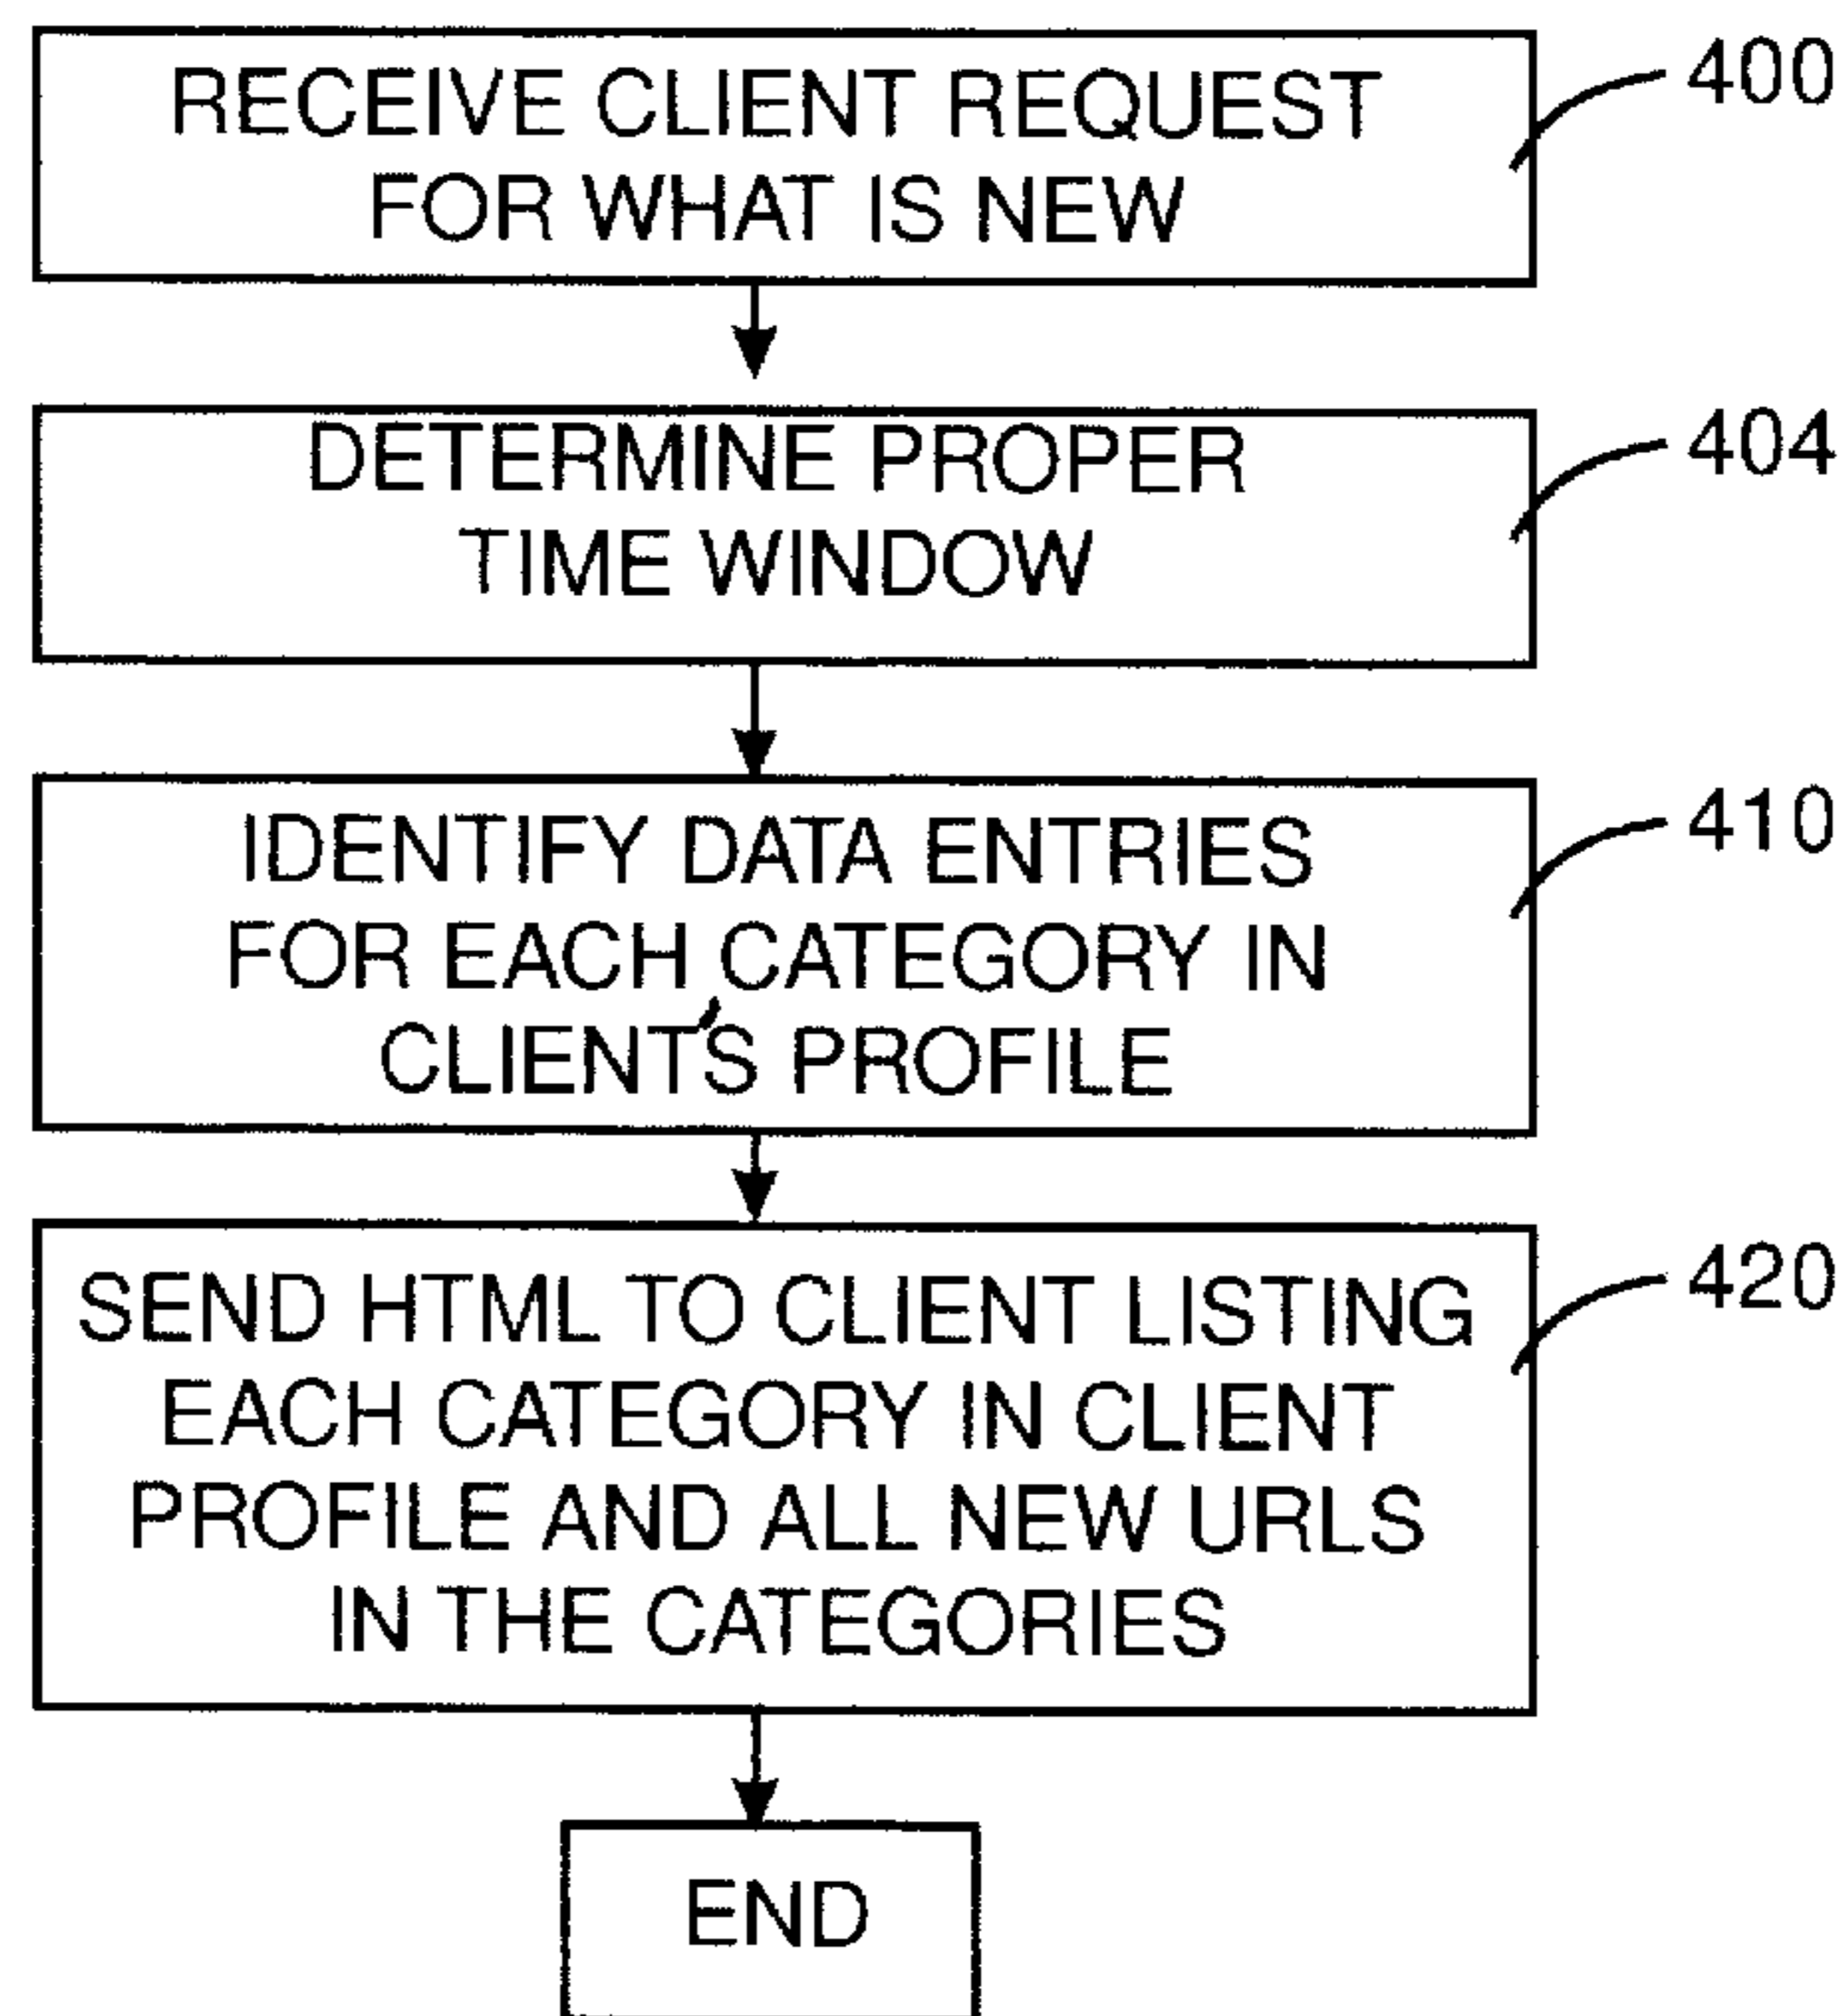 RECEIVE CLIENT REQUEST
FOR WHAT IS NEW
400
DETERMINE PROPER
TIME WINDOW
404
IDENTIFY DATA ENTRIES
FOR EACH CATEGORY IN
CLIENT'S PROFILE
410
SEND HTML TO CLIENT LISTING
EACH CATEGORY IN CLIENT
PROFILE AND ALL NEW URLS
IN THE CATEGORIES
420
END